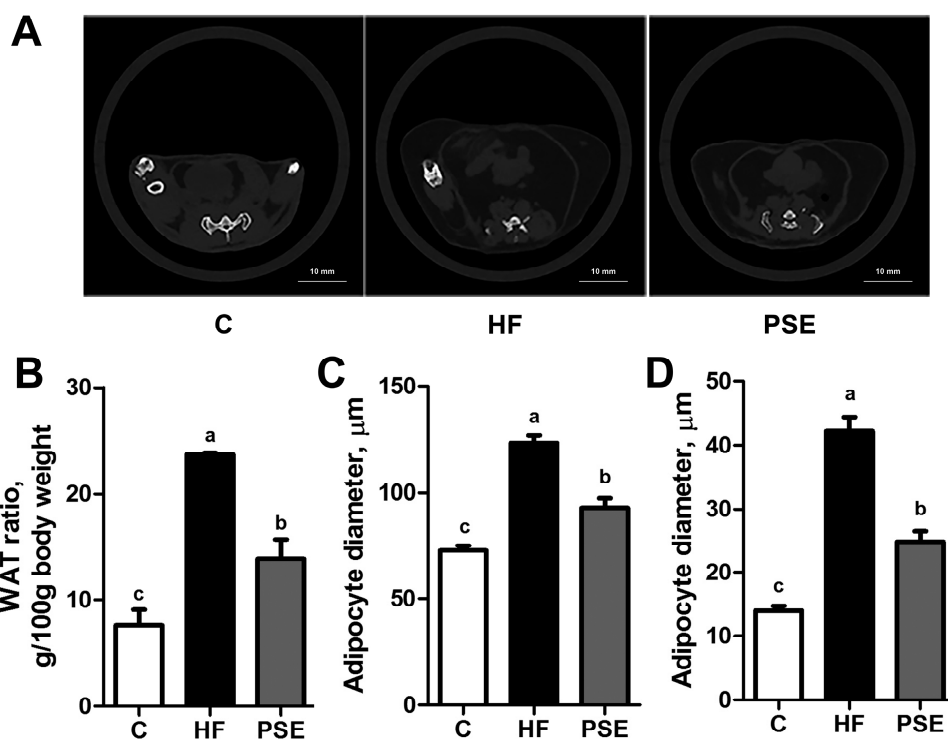 A
10 mm
10 mm
10 mm
C
HF
PSE
B
WAT ratio,
g/100g body weight
30
20
10
0
c
a
b
C
HF
PSE
C
Adipocyte diameter, μm
150
100
50
0
c
a
b
C
HF
PSE
D
Adipocyte diameter, μm
50
40
30
20
10
0
c
a
b
C
HF
PSE